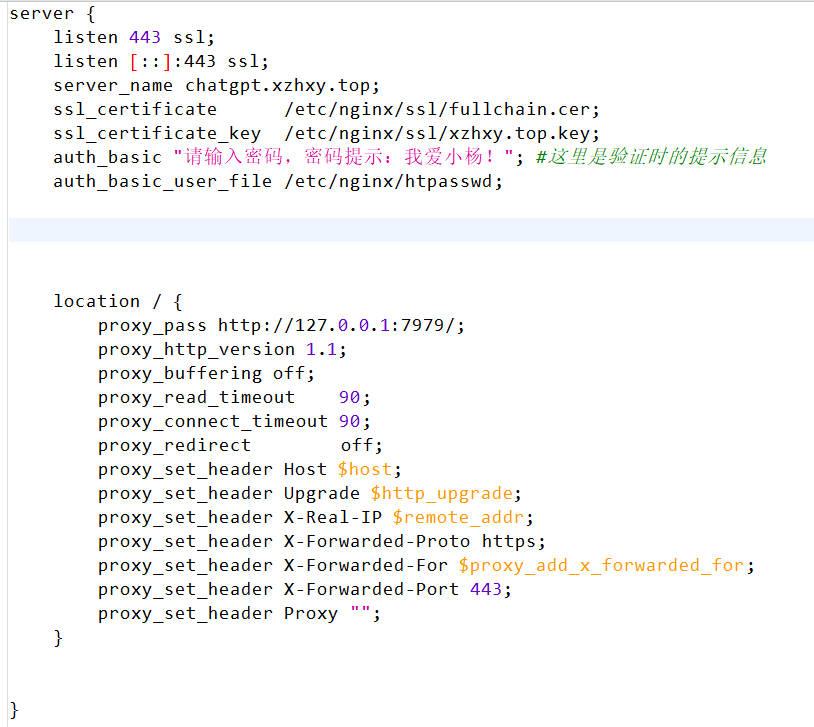 server {
    listen 443 ssl;
    listen [::]:443 ssl;
    server_name chatgpt.xzhxy.top;
    ssl_certificate      /etc/nginx/ssl/fullchain.cer;
    ssl_certificate_key  /etc/nginx/ssl/xzhxy.top.key;
    auth_basic "请输入密码，密码提示：我爱小杨！"; #这里是验证时的提示信息
    auth_basic_user_file /etc/nginx/htpasswd;
    location / {
        proxy_pass http://127.0.0.1:7979/;
        proxy_http_version 1.1;
        proxy_buffering off;
        proxy_read_timeout    90;
        proxy_connect_timeout 90;
        proxy_redirect        off;
        proxy_set_header Host $host;
        proxy_set_header Upgrade $http_upgrade;
        proxy_set_header X-Real-IP $remote_addr;
        proxy_set_header X-Forwarded-Proto https;
        proxy_set_header X-Forwarded-For $proxy_add_x_forwarded_for;
        proxy_set_header X-Forwarded-Port 443;
        proxy_set_header Proxy "";
    }
}